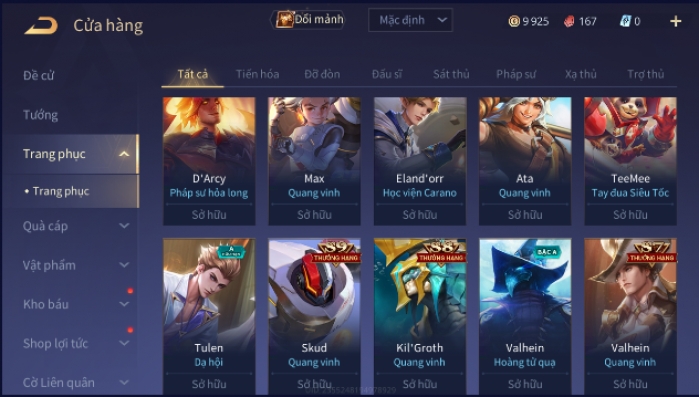 Cửa hàng
Đổi mảnh
Mặc định
9 925
167
0
Đề cử
Tướng
Trang phục
• Trang phục
Quà cáp
Vật phẩm
Kho báu
Shop lợi tức
Cờ Liên quân
Tất cả
Tiến hóa
Đỡ đòn
Đấu sĩ
Sát thủ
Pháp sư
Xạ thủ
Trợ thủ
D'Arcy
Pháp sư hỏa long
Sở hữu
Max
Quang vinh
Sở hữu
Eland'orr
Học viện Carano
Sở hữu
Ata
Quang vinh
Sở hữu
TeeMee
Tay đua Siêu Tốc
Sở hữu
A
Tulen
Dạ hội
Sở hữu
S9
THƯỞNG HẠNG
Skud
Quang vinh
Sở hữu
S8
THƯỞNG HẠNG
Kil'Groth
Quang vinh
Sở hữu
BẬC A
Valhein
Hoàng tử quạ
Sở hữu
S7
THƯỞNG HẠNG
Valhein
Quang vinh
Sở hữu